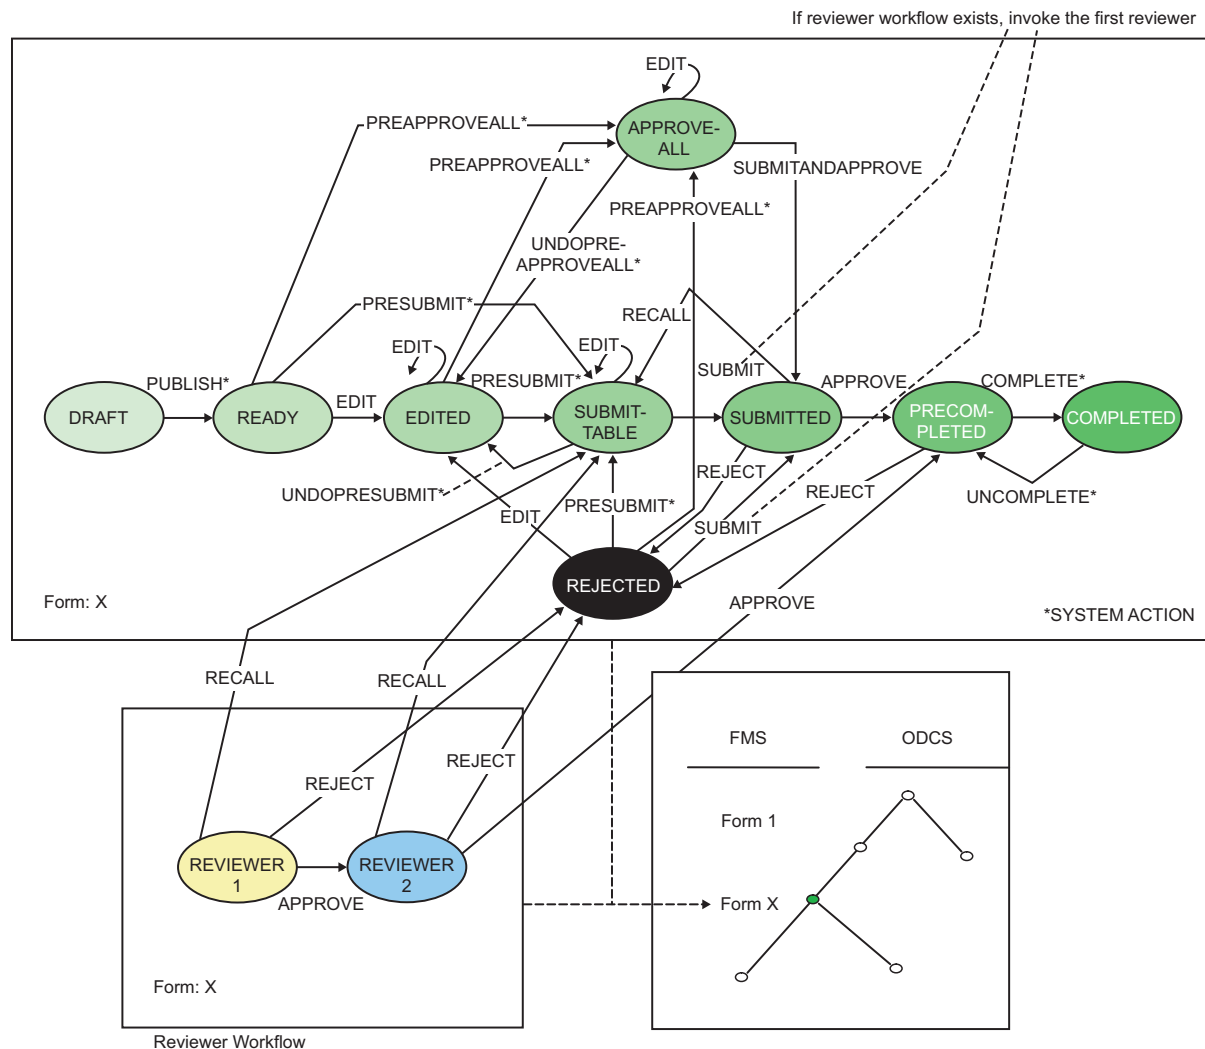 If reviewer workflow exists, invoke the first reviewer
EDIT
PREAPPROVEALL*
APPROVE-
ALL
PREAPPROVEALL*
SUBMITANDAPPROVE
PREAPPROVEALL*
UNDOPRE-
APPROVEALL*
PRESUBMIT*
RECALL
EDIT
EDIT
SUBMIT
PUBLISH*
EDIT
PRESUBMIT*
APPROVE
COMPLETE*
DRAFT
READY
EDITED
SUBMIT-
TABLE
SUBMITTED
PRECOM-
PLETED
COMPLETED
UNDOPRESUBMIT*
EDIT
PRESUBMIT*
REJECT
SUBMIT
REJECT
UNCOMPLETE*
REJECTED
Form: X
APPROVE
*SYSTEM ACTION
RECALL
RECALL
REJECT
REJECT
REVIEWER
1
REVIEWER
2
APPROVE
Form: X
Reviewer Workflow
FMS
ODCS
Form 1
Form X